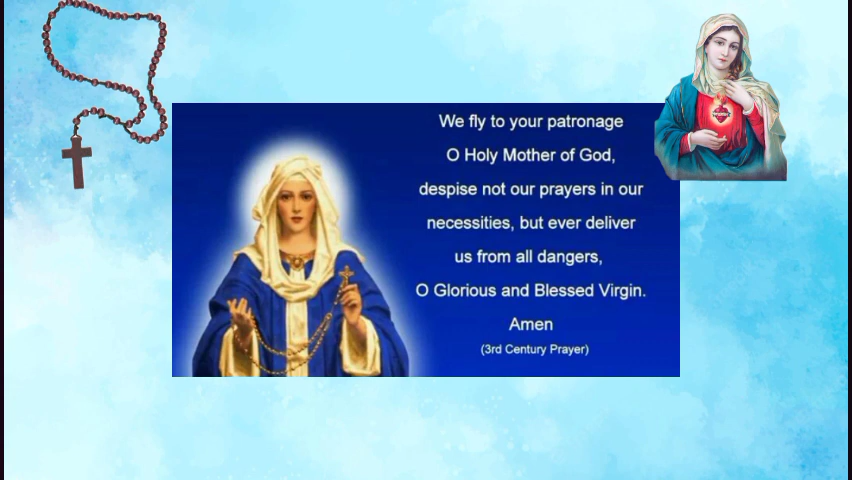 We fly to your patronage
O Holy Mother of God,
despise not our prayers in our
necessities, but ever deliver
us from all dangers,
O Glorious and Blessed Virgin.
Amen
(3rd Century Prayer)